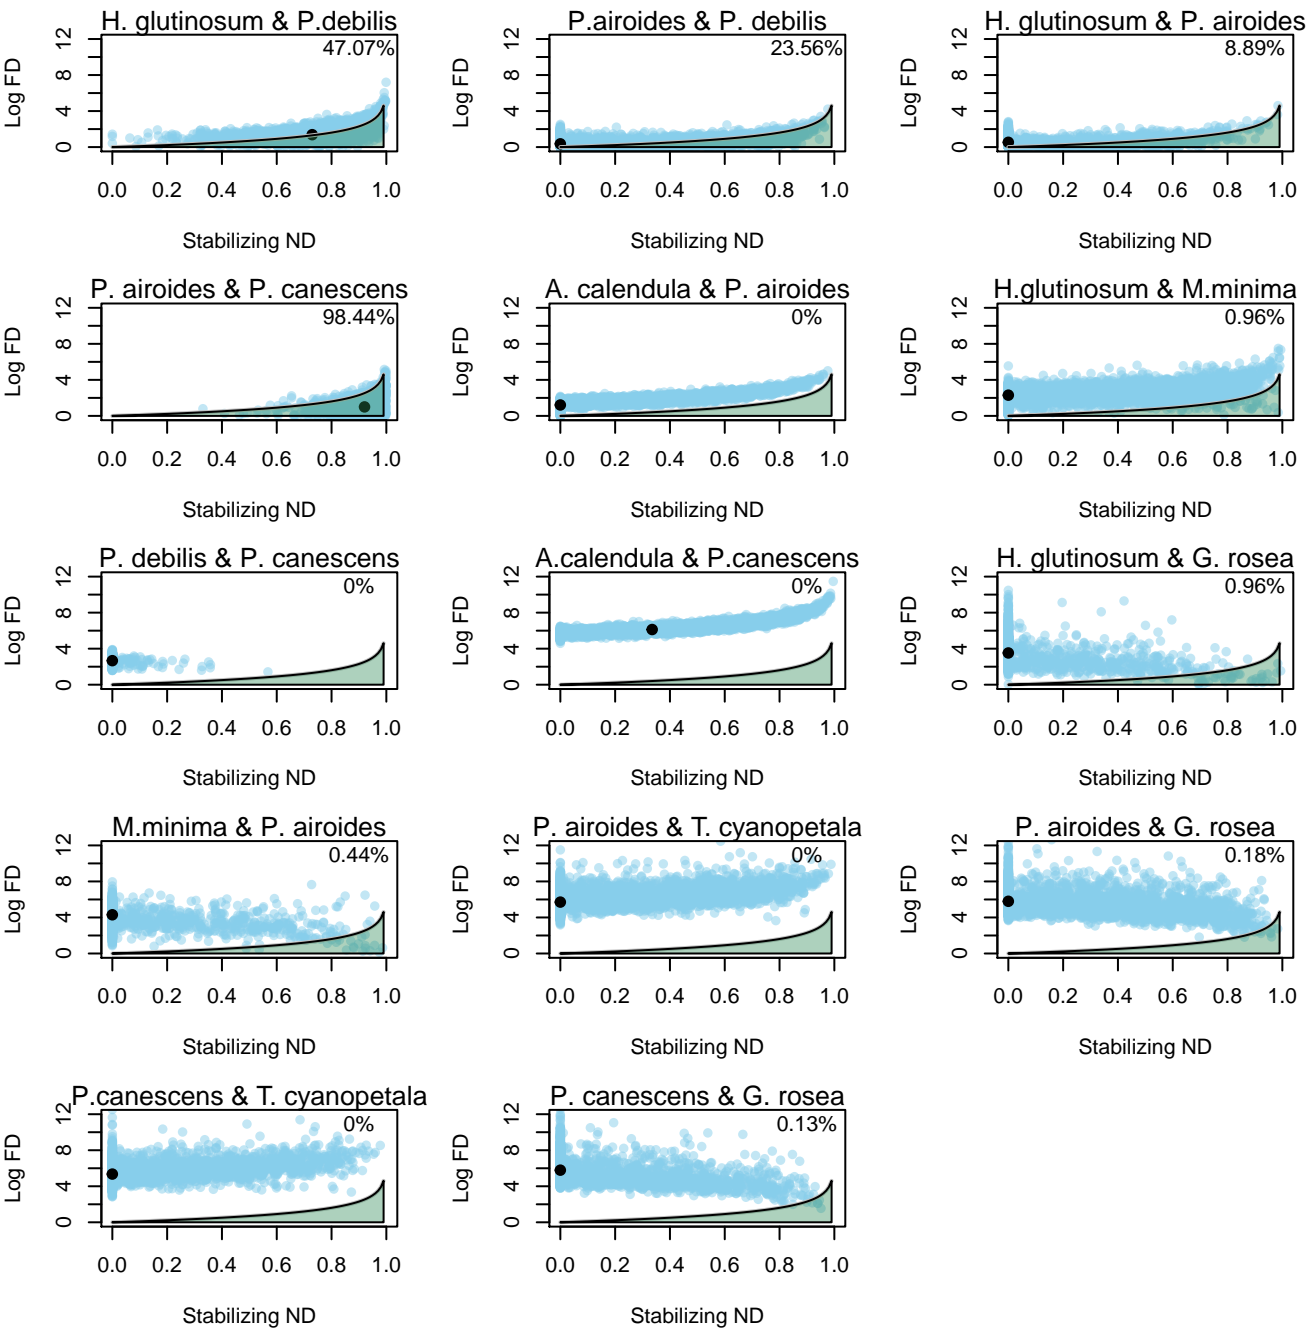 H. glutinosum & P.debilis
47.07%
Log FD
0 4 8 12
0.0 0.2 0.4 0.6 0.8 1.0
Stabilizing ND
P.airoides & P. debilis
23.56%
Log FD
0 4 8 12
0.0 0.2 0.4 0.6 0.8 1.0
Stabilizing ND
H. glutinosum & P. airoides
8.89%
Log FD
0 4 8 12
0.0 0.2 0.4 0.6 0.8 1.0
Stabilizing ND
P. airoides & P. canescens
98.44%
Log FD
0 4 8 12
0.0 0.2 0.4 0.6 0.8 1.0
Stabilizing ND
A. calendula & P. airoides
0%
Log FD
0 4 8 12
0.0 0.2 0.4 0.6 0.8 1.0
Stabilizing ND
H.glutinosum & M.minima
0.96%
Log FD
0 4 8 12
0.0 0.2 0.4 0.6 0.8 1.0
Stabilizing ND
P. debilis & P. canescens
0%
Log FD
0 4 8 12
0.0 0.2 0.4 0.6 0.8 1.0
Stabilizing ND
A.calendula & P.canescens
0%
Log FD
0 4 8 12
0.0 0.2 0.4 0.6 0.8 1.0
Stabilizing ND
H. glutinosum & G. rosea
0.96%
Log FD
0 4 8 12
0.0 0.2 0.4 0.6 0.8 1.0
Stabilizing ND
M.minima & P. airoides
0.44%
Log FD
0 4 8 12
0.0 0.2 0.4 0.6 0.8 1.0
Stabilizing ND
P. airoides & T. cyanopetala
0%
Log FD
0 4 8 12
0.0 0.2 0.4 0.6 0.8 1.0
Stabilizing ND
P. airoides & G. rosea
0.18%
Log FD
0 4 8 12
0.0 0.2 0.4 0.6 0.8 1.0
Stabilizing ND
P.canescens & T. cyanopetala
0%
Log FD
0 4 8 12
0.0 0.2 0.4 0.6 0.8 1.0
Stabilizing ND
P. canescens & G. rosea
0.13%
Log FD
0 4 8 12
0.0 0.2 0.4 0.6 0.8 1.0
Stabilizing ND